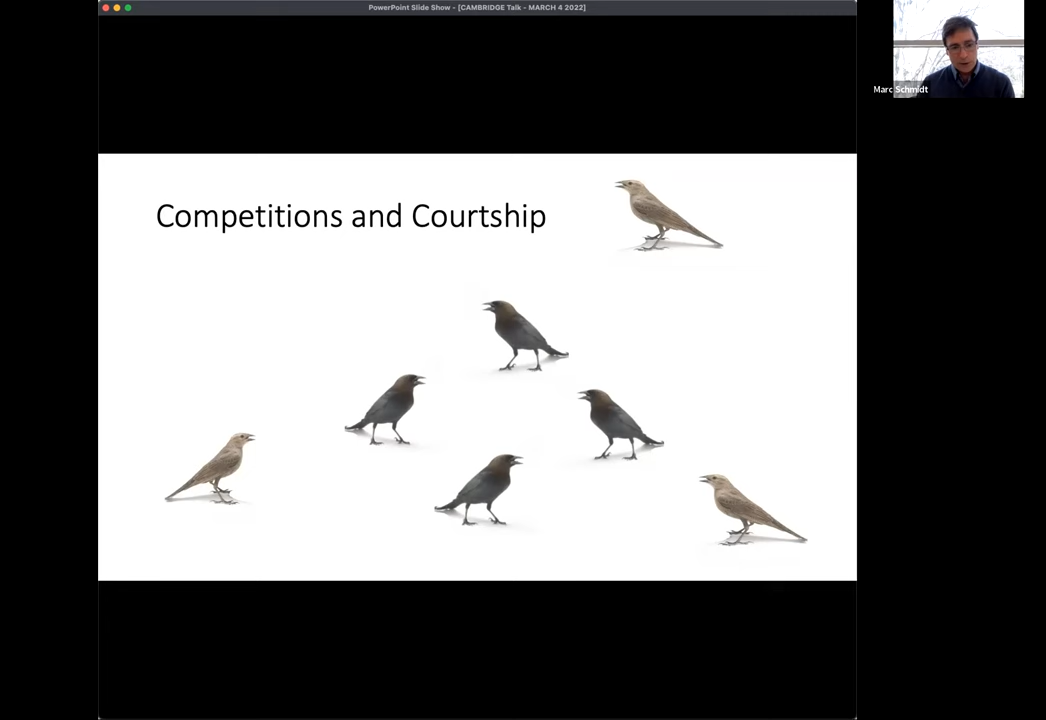 PowerPoint Slide Show - [CAMBRIDGE Talk - MARCH 4 2022]
Marc Schmidt
Competitions and Courtship